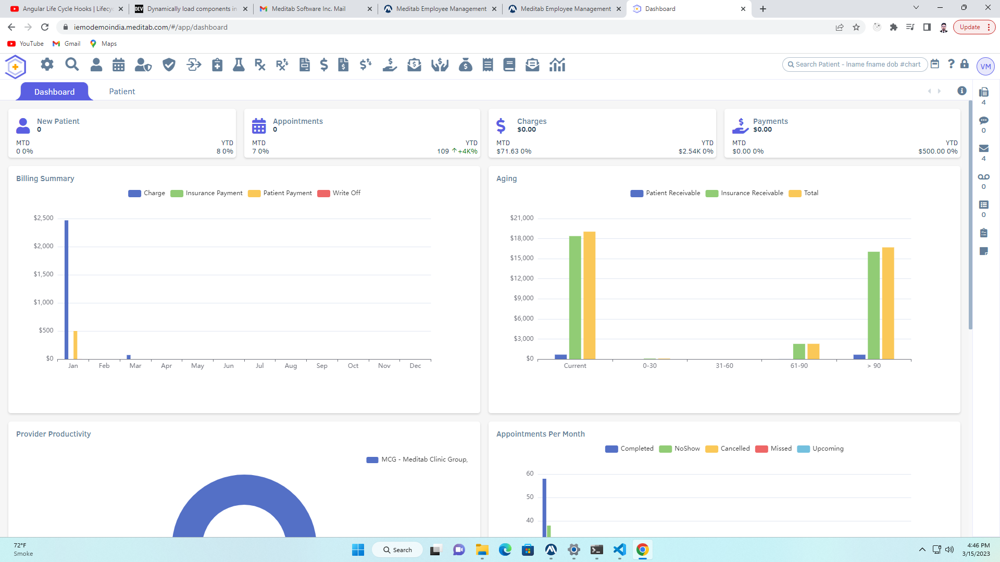 Angular Life Cycle Hooks | Lifecyc
DEV Dynamically load components in
Meditab Software Inc. Mail
Meditab Employee Management
Meditab Employee Management
Dashboard
iemodemoindia.meditab.com/#/app/dashboard
Update
YouTube Gmail Maps
Search Patient - lname fname dob #chart
VM
Dashboard Patient
4
0
4
0
0
New Patient
0
MTD YTD
0 0% 8 0%
Appointments
0
MTD YTD
7 0% 109 ↑+4K%
Charges
$0.00
MTD YTD
$71.63 0% $2.54K 0%
Payments
$0.00
MTD YTD
$0.00 0% $500.00 0%
Billing Summary
Charge Insurance Payment Patient Payment Write Off
$2,500
$2,000
$1,500
$1,000
$500
$0
Jan Feb Mar Apr May Jun Jul Aug Sep Oct Nov Dec
Aging
Patient Receivable Insurance Receivable Total
$21,000
$18,000
$15,000
$12,000
$9,000
$6,000
$3,000
$0
Current 0-30 31-60 61-90 > 90
Provider Productivity
MCG - Meditab Clinic Group,
Appointments Per Month
Completed NoShow Cancelled Missed Upcoming
60
50
40
72°F
Smoke
Search
4:46 PM
3/15/2023